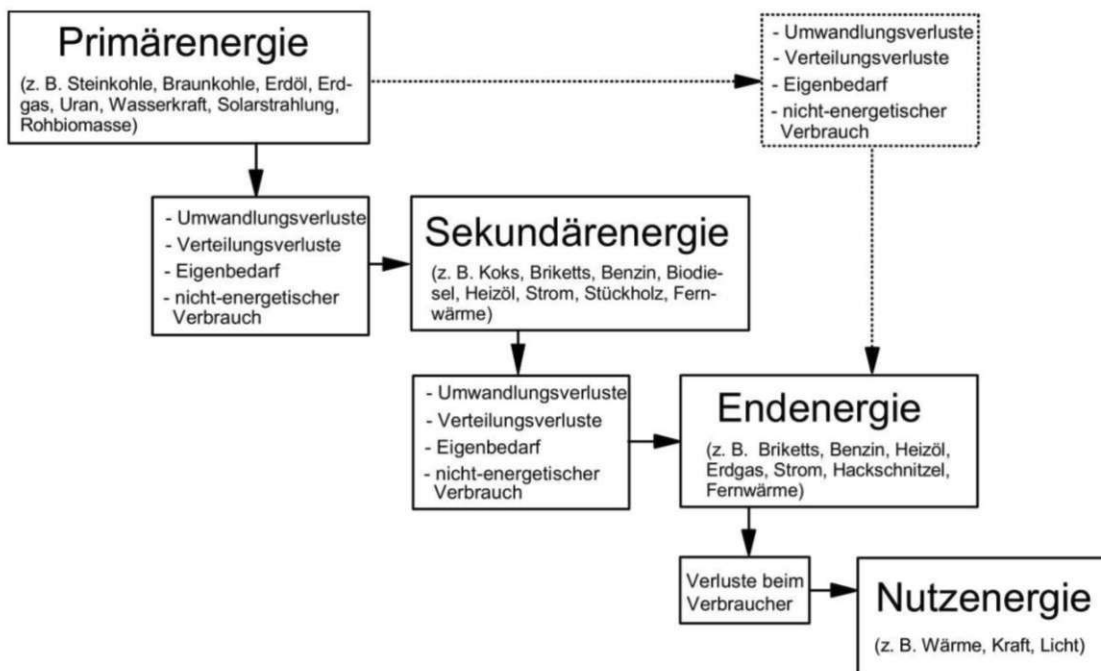 Primärenergie
(z. B. Steinkohle, Braunkohle, Erdöl, Erd-
gas, Uran, Wasserkraft, Solarstrahlung,
Rohbiomasse)
- Umwandlungsverluste
- Verteilungsverluste
- Eigenbedarf
- nicht-energetischer
Verbrauch
- Umwandlungsverluste
- Verteilungsverluste
- Eigenbedarf
- nicht-energetischer
Verbrauch
Sekundärenergie
(z. B. Koks, Briketts, Benzin, Biodie-
sel, Heizöl, Strom, Stückholz, Fern-
wärme)
- Umwandlungsverluste
- Verteilungsverluste
- Eigenbedarf
- nicht-energetischer
Verbrauch
Endenergie
(z. B. Briketts, Benzin, Heizöl,
Erdgas, Strom, Hackschnitzel,
Fernwärme)
Verluste beim
Verbraucher
Nutzenergie
(z. B. Wärme, Kraft, Licht)